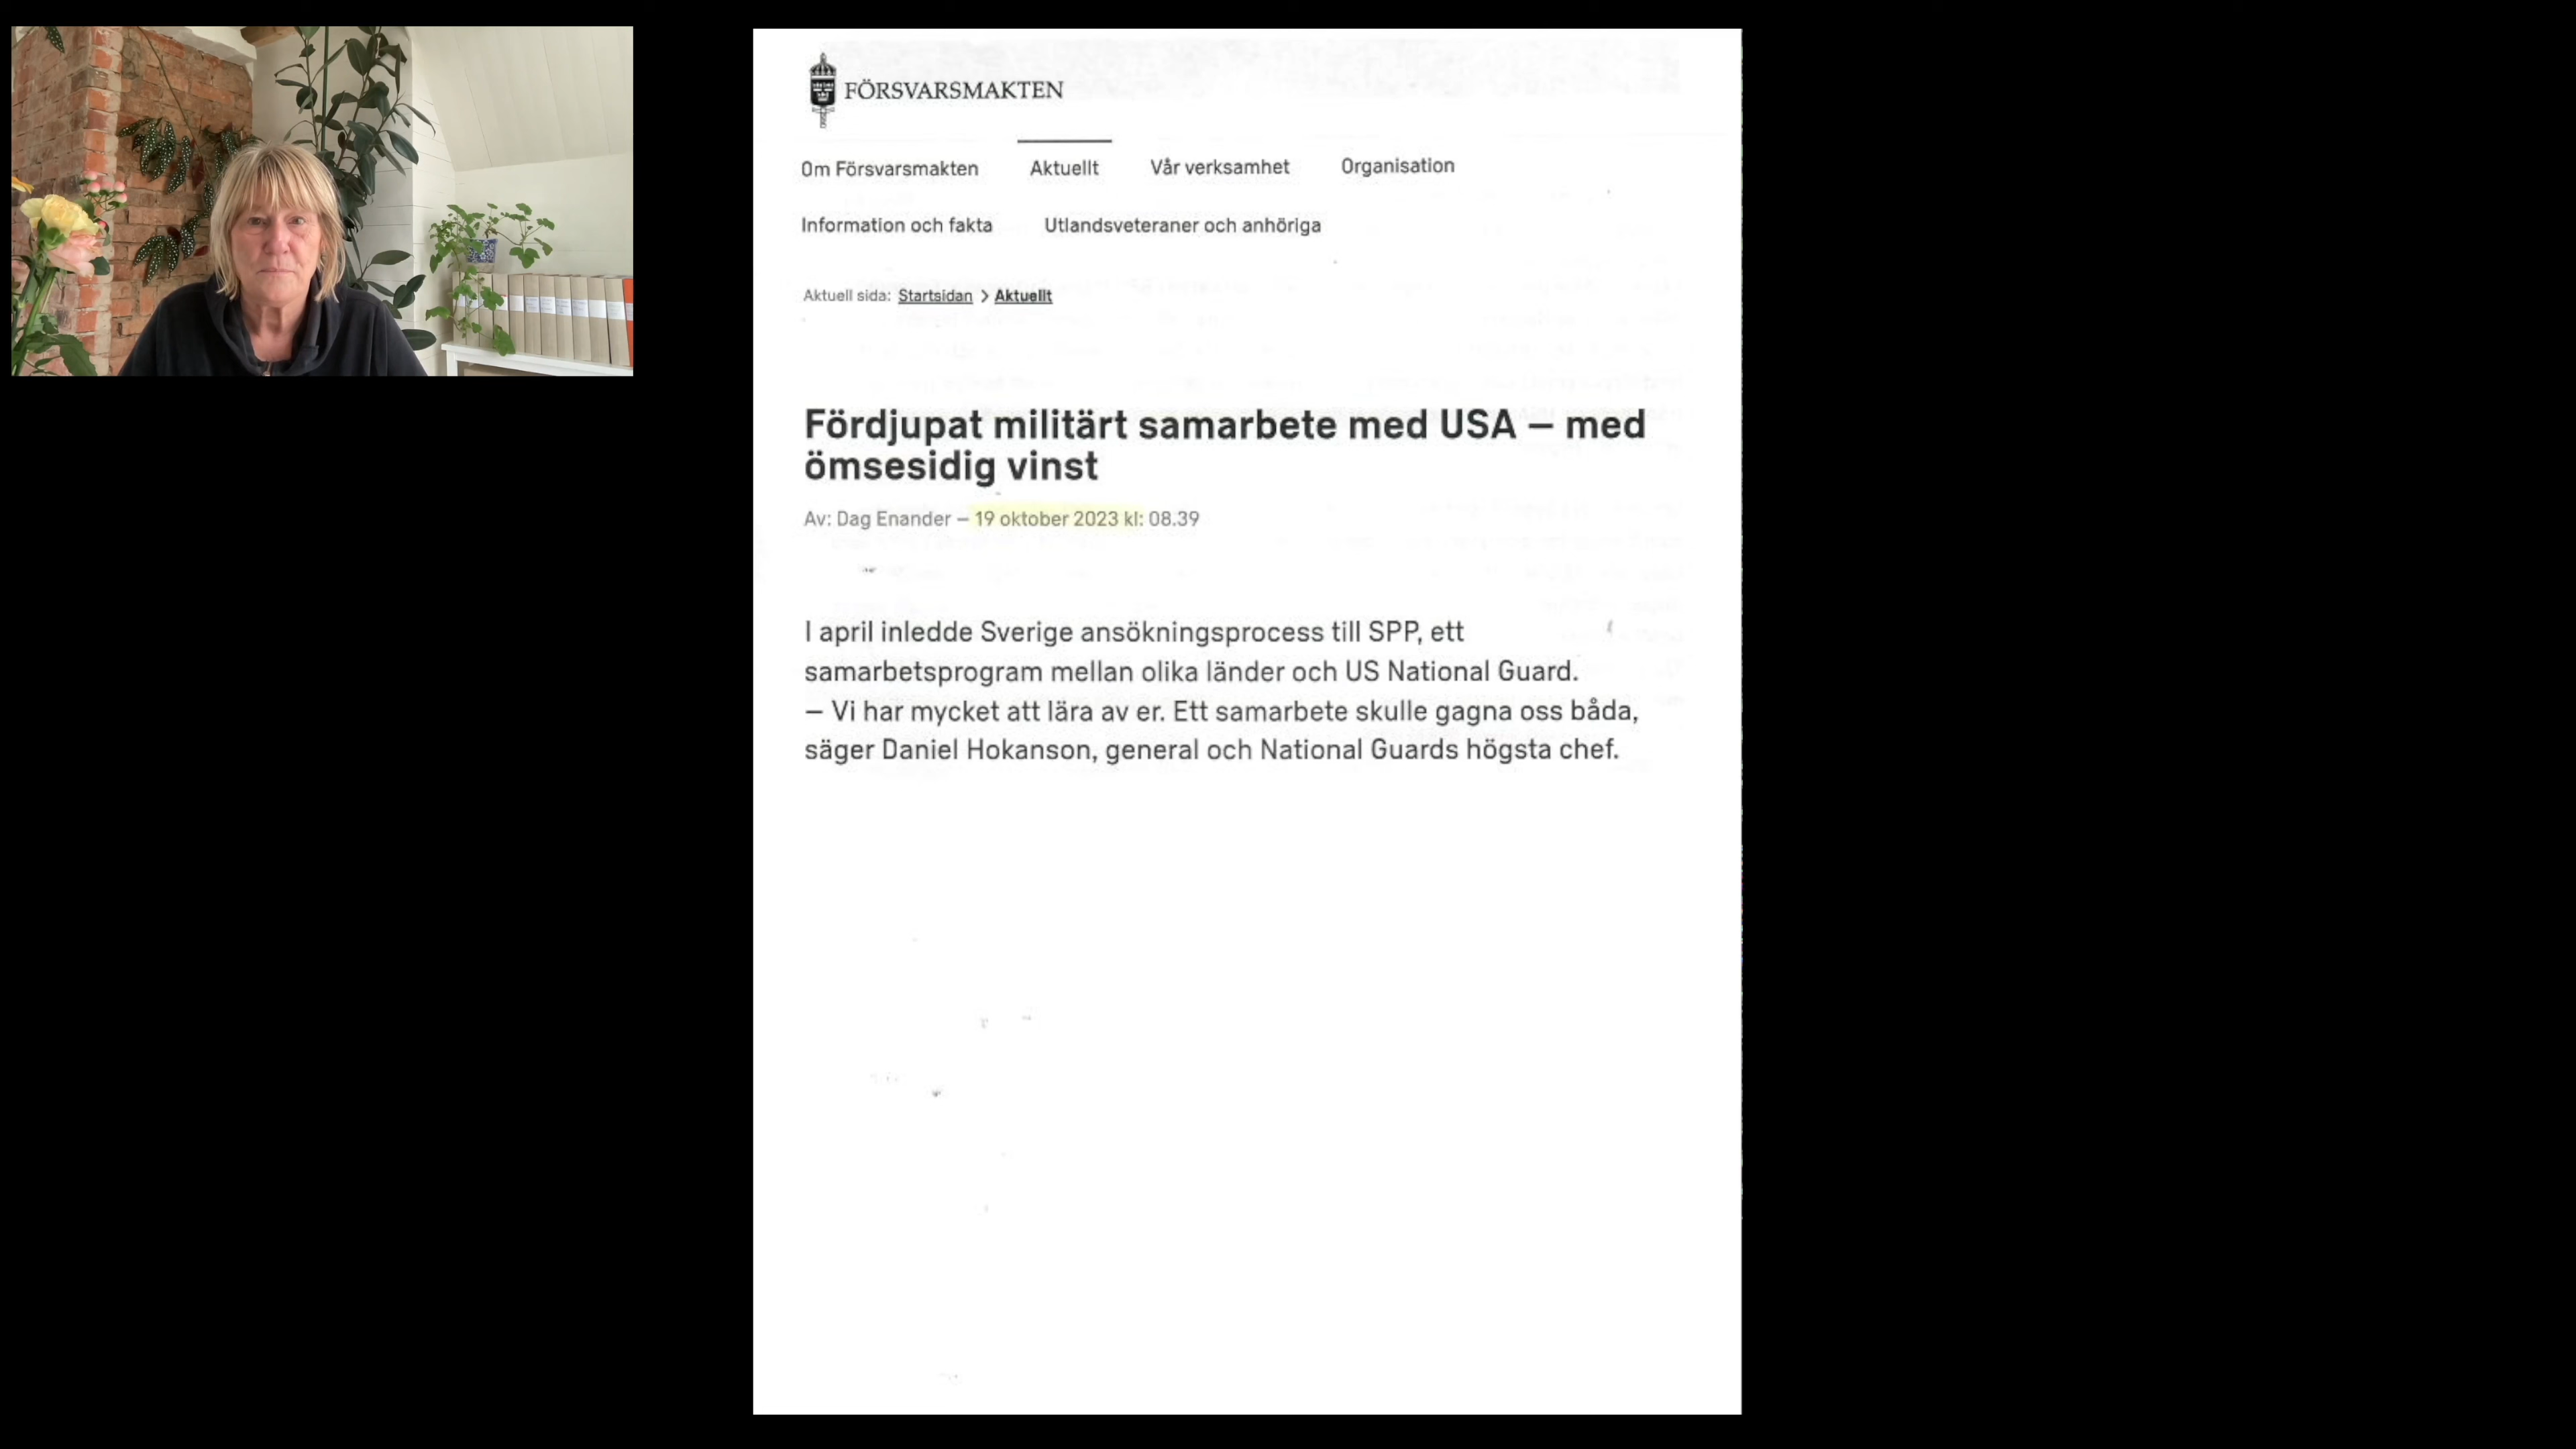 FÖRSVARSMAKTEN
Om Försvarsmakten Aktuellt Vår verksamhet Organisation
Information och fakta Utlandsveteraner och anhöriga
Aktuell sida: Startsidan > Aktuellt
Fördjupat militärt samarbete med USA – med
ömsesidig vinst
Av: Dag Enander – 19 oktober 2023 kl: 08.39
I april inledde Sverige ansökningsprocess till SPP, ett
samarbetsprogram mellan olika länder och US National Guard.
– Vi har mycket att lära av er. Ett samarbete skulle gagna oss båda,
säger Daniel Hokanson, general och National Guards högsta chef.